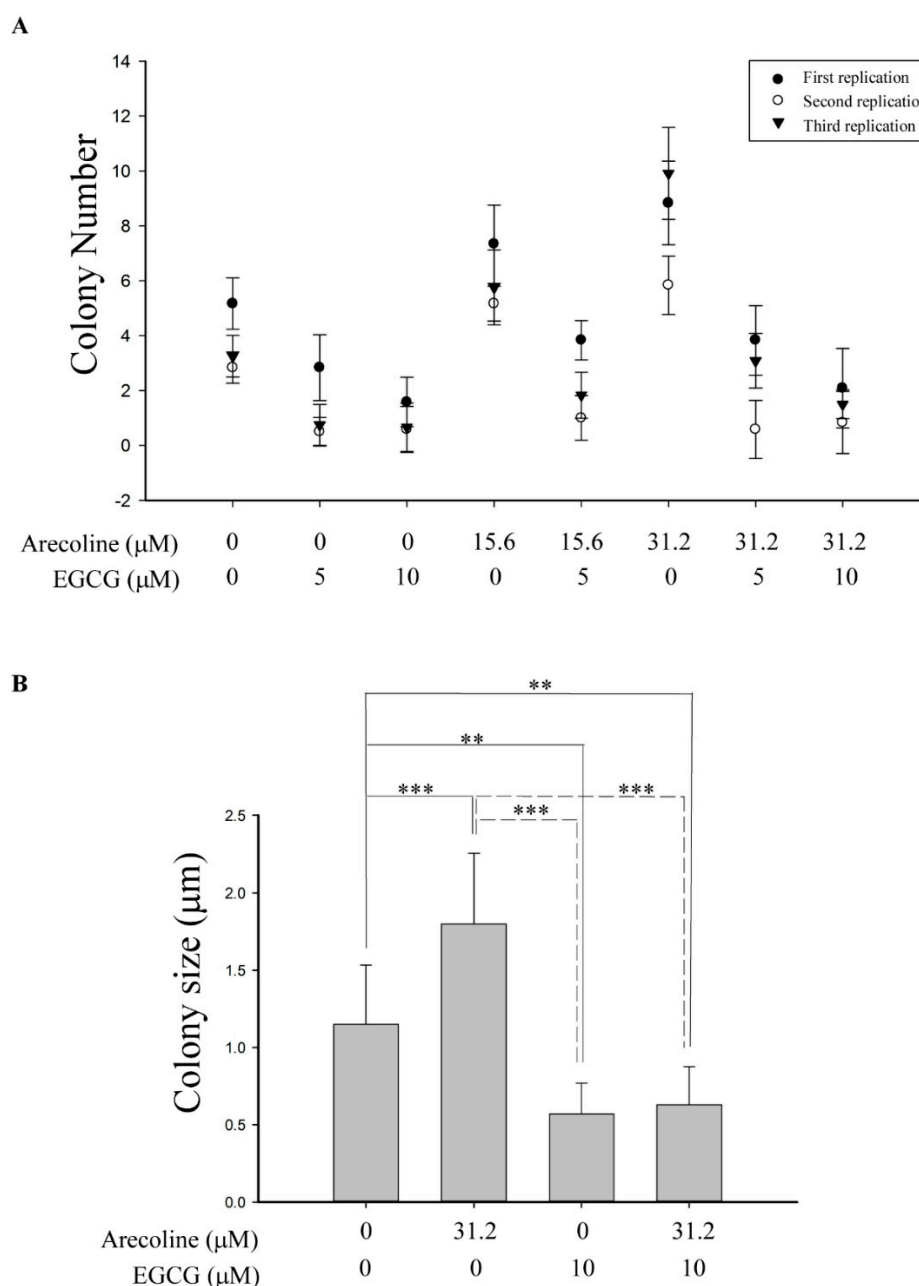 A
14
12
10
8
6
4
2
0
-2
Colony Number
First replication
Second replicatio
Third replication
Arecoline (μM) 0 0 0 15.6 15.6 31.2 31.2 31.2
EGCG (μM) 0 5 10 0 5 0 5 10
B
**
**
*** ***
***
2.5
2.0
1.5
1.0
0.5
0.0
Colony size (μm)
Arecoline (μM) 0 31.2 0 31.2
EGCG (μM) 0 0 10 10